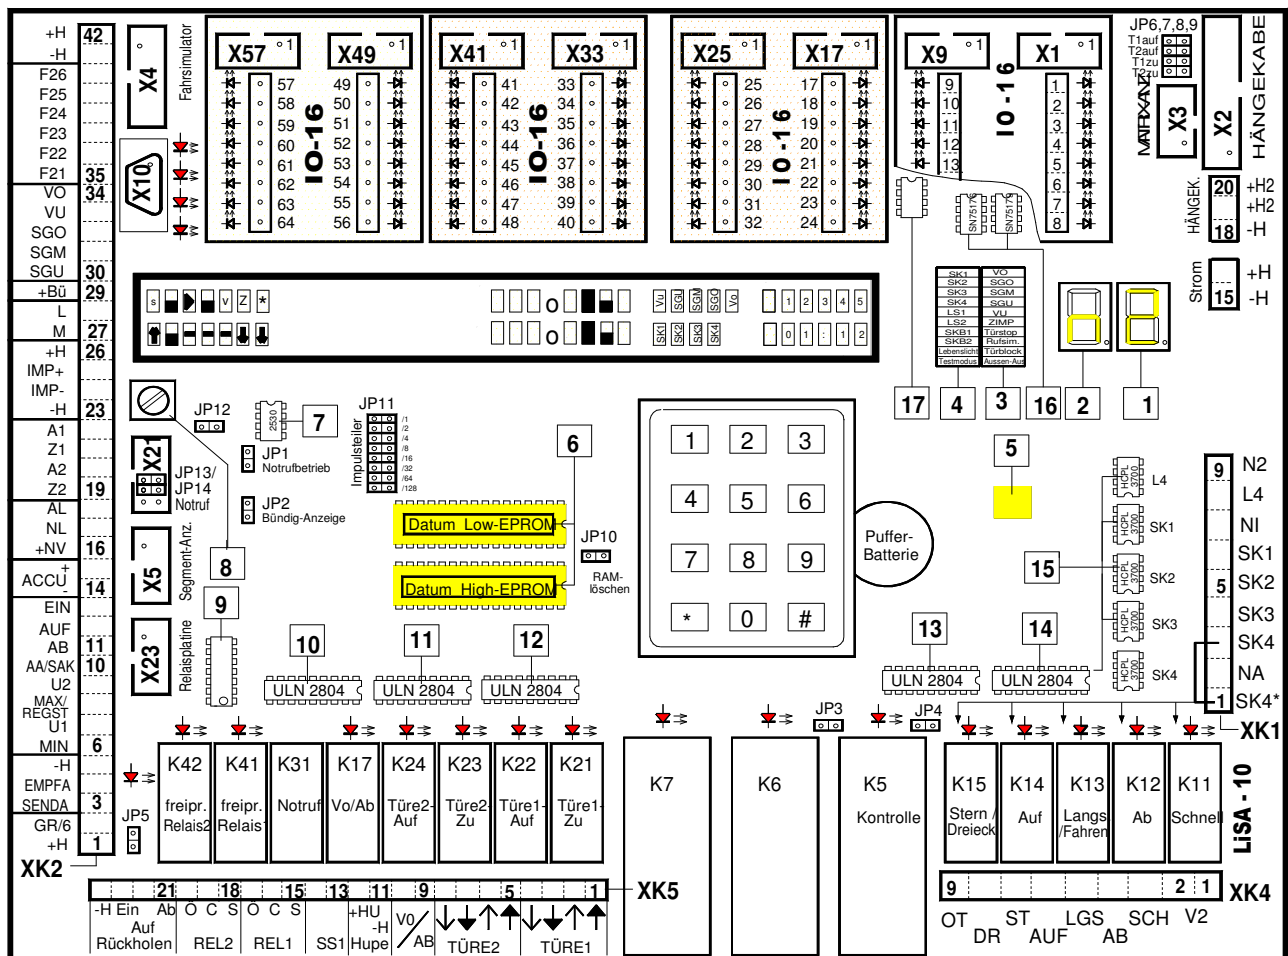 +H
-H
F26
F25
F24
F23
F22
F21
VO
VU
SGO
SGM
SGU
+Bü
L
M
+H
IMP+
IMP-
-H
A1
Z1
A2
Z2
AL
NL
+NV
+
ACCU
-
EIN
AUF
AB
AA/SAK
U2
MAX/
REGST
U1
MIN
-H
EMPFA
SENDA
GR/6
+H
42
35
34
30
29
27
26
23
19
16
14
11
10
6
3
1
XK2
X4
Fahrsimulator
X10
X57 1
X49 1
57 49
58 50
59 51
60 52
61 53
62 54
63 55
64 56
IO-16
X41 1
X33 1
41 33
42 34
43 35
44 36
45 37
46 38
47 39
48 40
IO-16
X25 1
X17 1
25 17
26 18
27 19
28 20
29 21
30 22
31 23
32 24
IO-16
X9 1
X1 1
9 1
10 2
11 3
12 4
13 5
6
7
8
IO-16
SN75176
SN75176
JP6,7,8,9
T1auf
T2auf
T1zu
T2zu
X3
X2
HÄNGEKABE
HÄNGEK.
20 +H2
+H2
18 -H
Strom
+H
15 -H
s v Z *
o
Vu SGU SGM SGO Vo
1 2 3 4 5
o
SK1 SK2 SK3 SK4
0 1 : 1 2
SK1 VO
SK2 SGO
SK3 SGM
SK4 SGU
LS1 VU
LS2 ZIMP
SKB1 Türstop
SKB2 Rufsim.
Lebenslicht Türblock
Testmodus Aussen-Aus
17
4
3
16
2
1
JP12
2530
7
JP11
Impulsteiler
/1
/2
/4
/8
/16
/32
/64
/128
JP1
Notrufbetrieb
JP2
Bündig-Anzeige
X21
JP13/
JP14
Notruf
X5
Segment-Anz.
X23
Relaisplatine
8
9
6
Datum Low-EPROM
Datum High-EPROM
JP10
RAM-
löschen
10
11
12
ULN 2804
ULN 2804
ULN 2804
1 2 3
4 5 6
7 8 9
* 0 #
Puffer-
Batterie
5
15
13
14
ULN 2804
ULN 2804
HCPL 3700 L4
HCPL 3700 SK1
HCPL 3700 SK2
HCPL 3700 SK3
HCPL 3700 SK4
9 N2
L4
NI
SK1
5 SK2
SK3
SK4
NA
1 SK4*
XK1
JP5
JP3
JP4
K42
freipr.
Relais2
K41
freipr.
Relais1
K31
Notruf
K17
Vo/Ab
K24
Türe2-
Auf
K23
Türe2-
Zu
K22
Türe1-
Auf
K21
Türe1-
Zu
K7
K6
K5
Kontrolle
K15
Stern /
Dreieck
K14
Auf
K13
Langs.
/Fahren
K12
Ab
K11
Schnell
LiSA - 10
21 18 15 13 11 9 5 1
XK5
-H Ein Ab
Auf
Rückholen
Ö C S
REL2
Ö C S
REL1
SS1
+HU
-H
Hupe
V0
/AB
TÜRE2
TÜRE1
9 2 1
XK4
OT
DR
ST
AUF
LGS
AB
SCH
V2